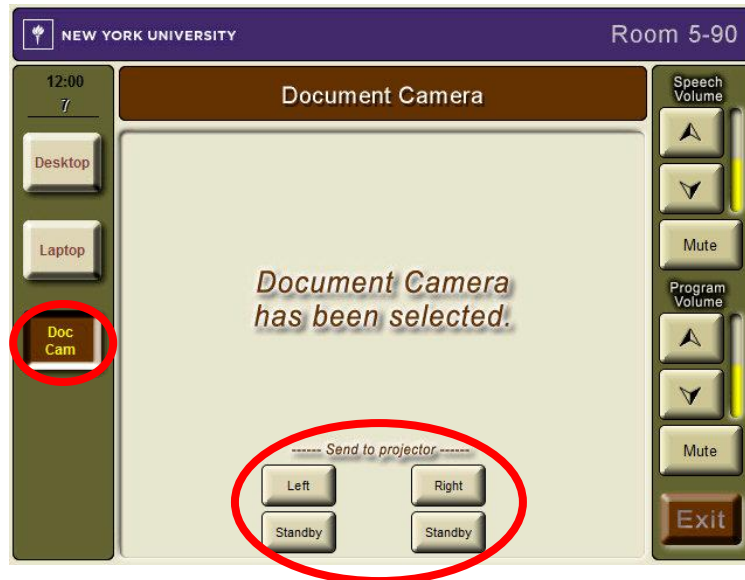 NEW YORK UNIVERSITY
Room 5-90
12:00
7
Desktop
Laptop
Doc
Cam
Document Camera
Document Camera
has been selected.
------ Send to projector ------
Left
Right
Standby
Standby
Speech
Volume
Mute
Program
Volume
Mute
Exit